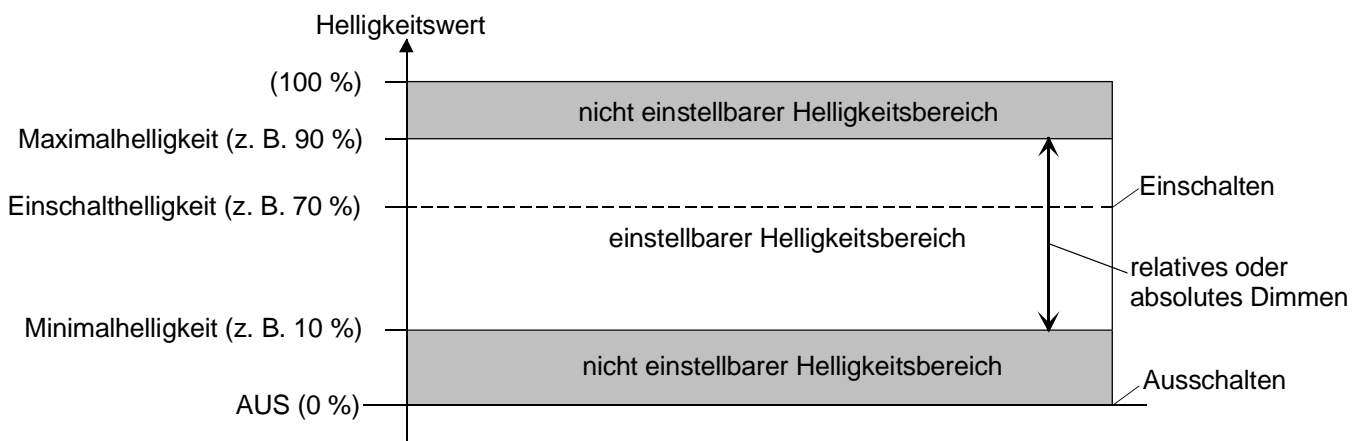 Helligkeitswert
(100 %)
nicht einstellbarer Helligkeitsbereich
Maximalhelligkeit (z. B. 90 %)
Einschalten
Einschalthelligkeit (z. B. 70 %)
einstellbarer Helligkeitsbereich
relatives oder
absolutes Dimmen
Minimalhelligkeit (z. B. 10 %)
nicht einstellbarer Helligkeitsbereich
Ausschalten
AUS (0 %)